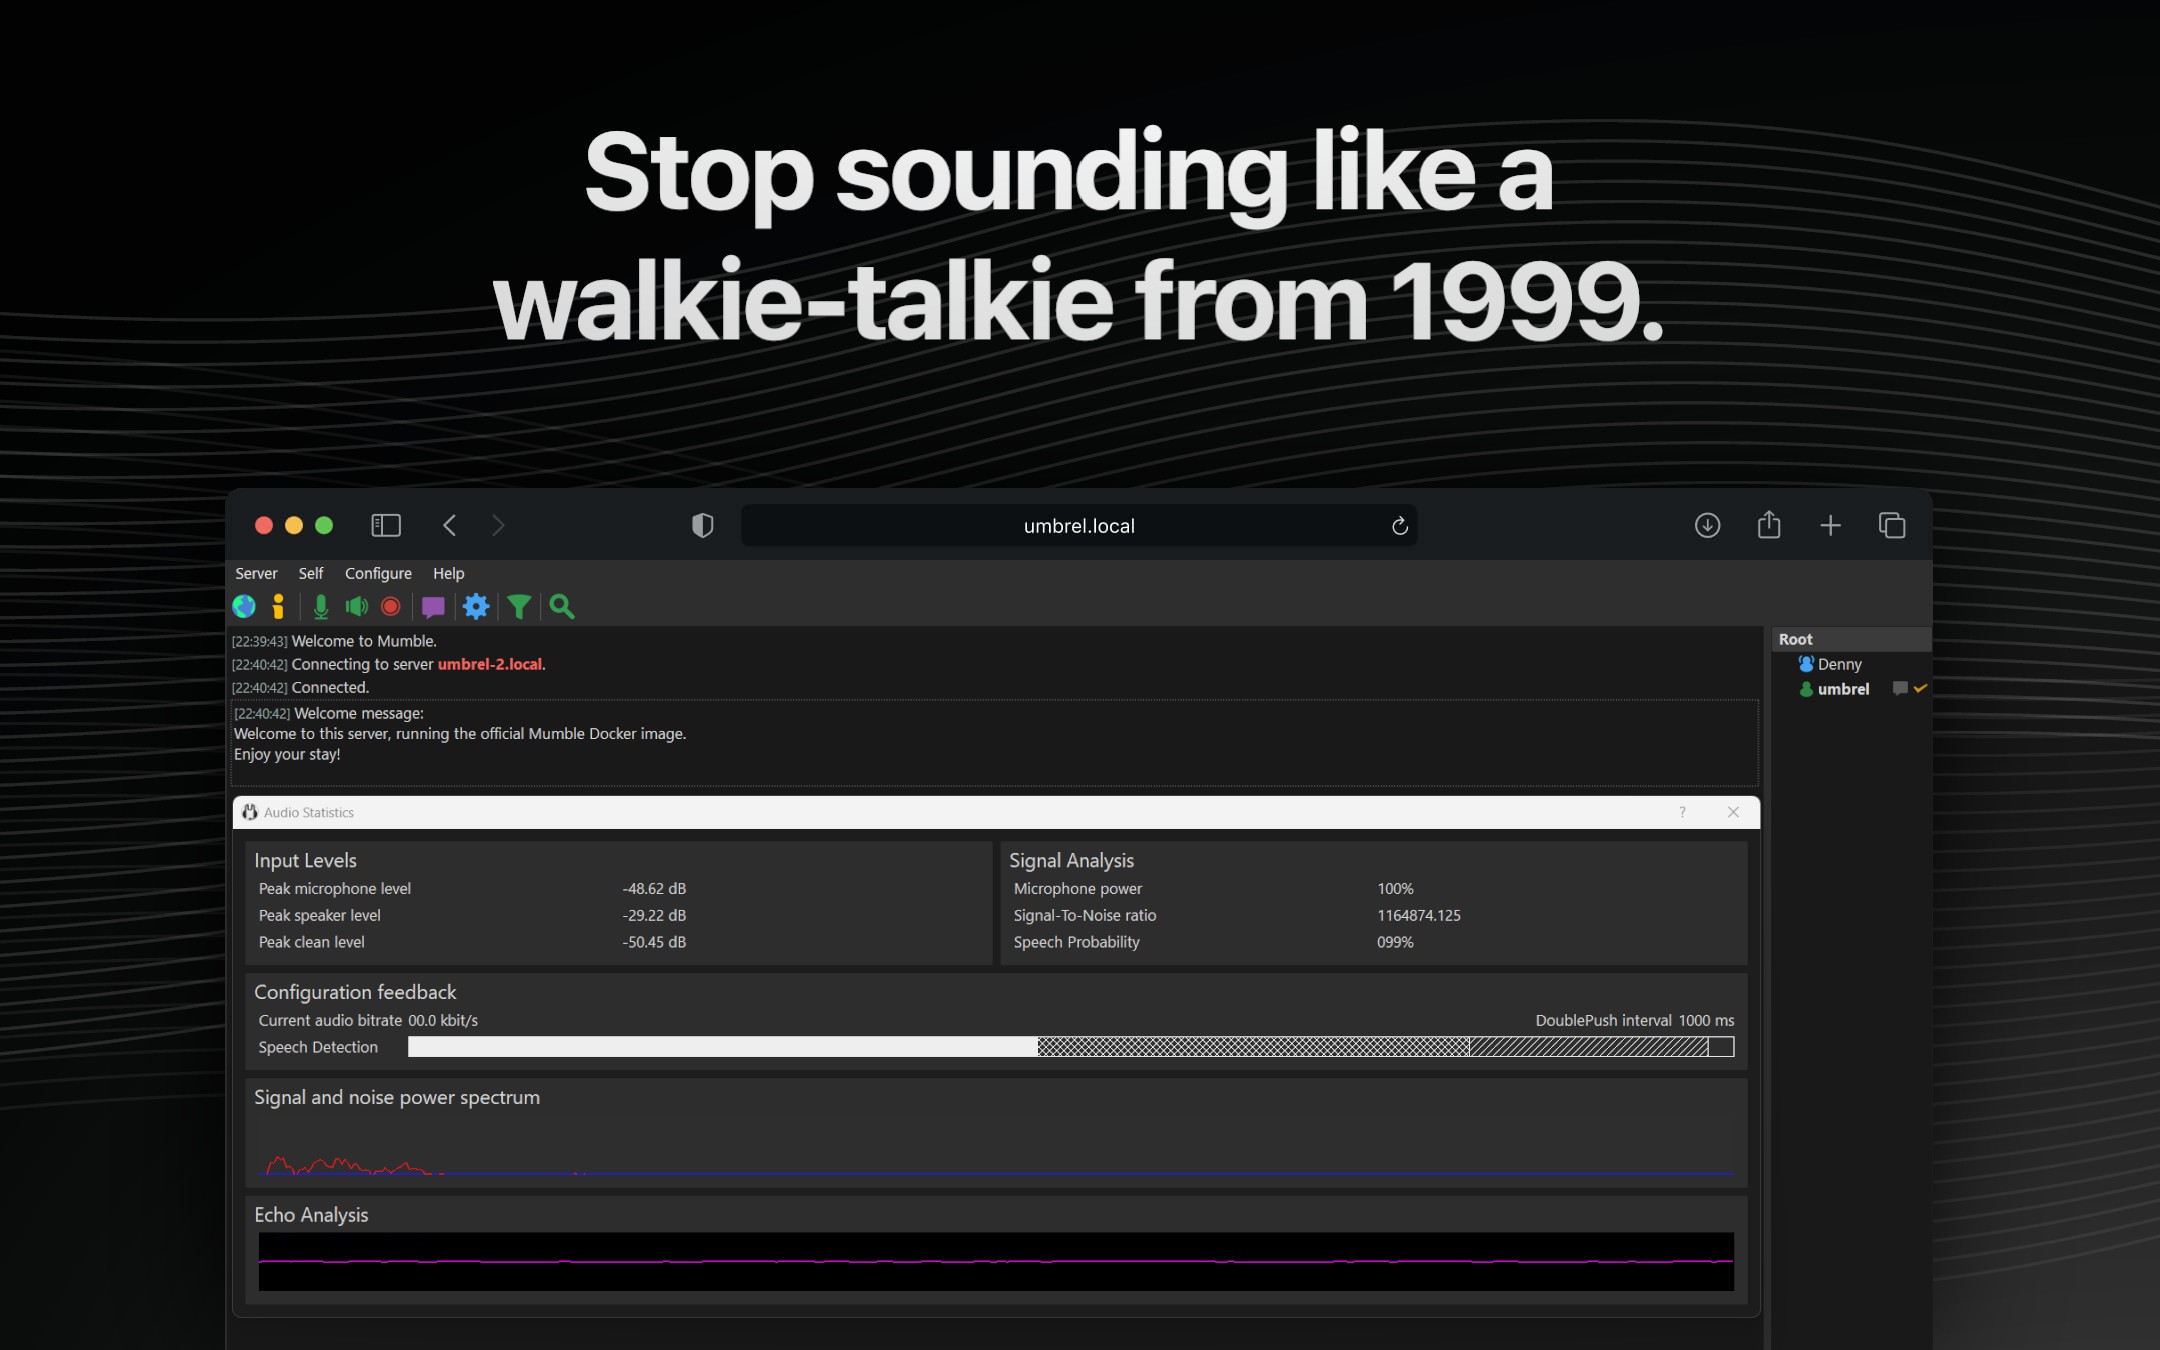 Stop sounding like a
walkie-talkie from 1999.
umbrel.local
Server Self Configure Help
[22:39:43] Welcome to Mumble.
[22:40:42] Connecting to server umbrel-2.local.
[22:40:42] Connected.
[22:40:42] Welcome message:
Welcome to this server, running the official Mumble Docker image.
Enjoy your stay!
Root
Denny
umbrel
Audio Statistics ?
Input Levels
Peak microphone level -48.62 dB
Peak speaker level -29.22 dB
Peak clean level -50.45 dB
Signal Analysis
Microphone power 100%
Signal-To-Noise ratio 1164874.125
Speech Probability 099%
Configuration feedback
Current audio bitrate 00.0 kbit/s DoublePush interval 1000 ms
Speech Detection
Signal and noise power spectrum
Echo Analysis